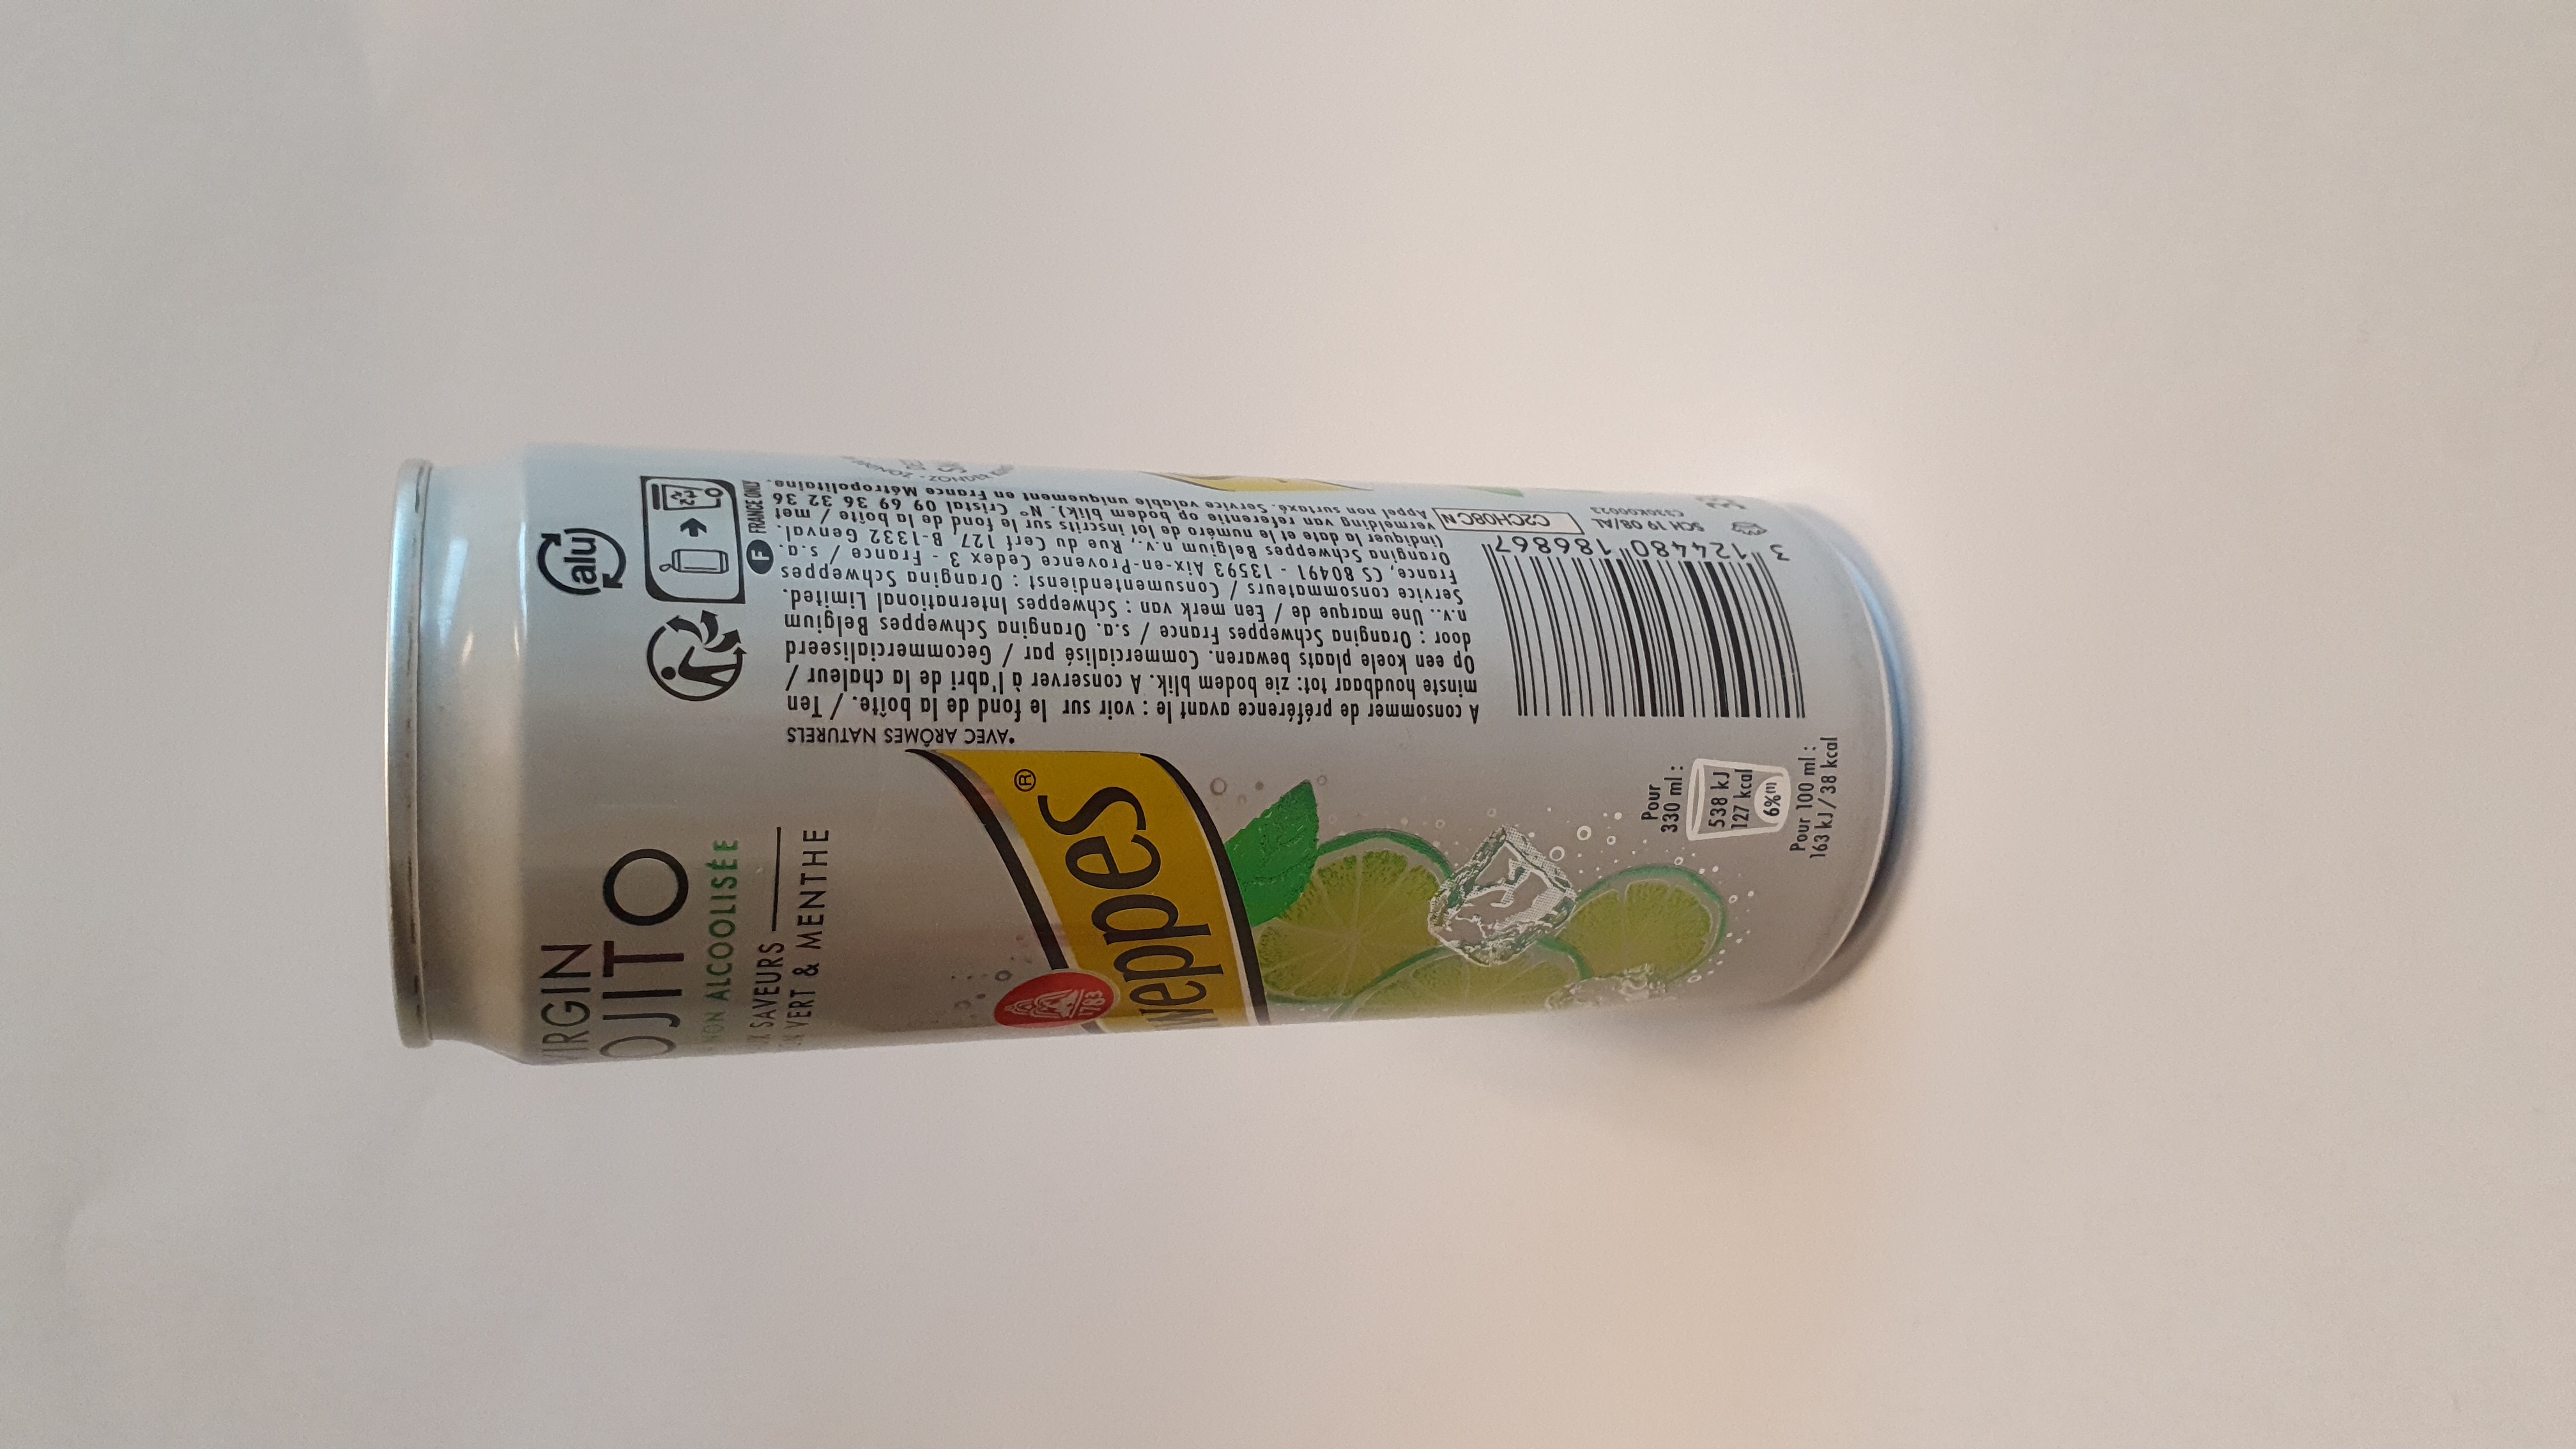 VIRGIN
OJITO
NON ALCOOLISÉE
SAVEURS
VERT & MENTHE
1783
weppes®
Pour
330 ml :
538 kJ
127 kcal
6%(1)
Pour 100 ml :
163 kJ / 38 kcal
alu
F FRANCE ONLY
*AVEC ARÔMES NATURELS
A consommer de préférence avant le : voir sur le fond de la boîte. / Ten
minste houdbaar tot: zie bodem blik. A conserver à l'abri de la chaleur /
Op een koele plaats bewaren. Commercialisé par / Gecommercialiseerd
door : Orangina Schweppes France / s.a. Orangina Schweppes Belgium
n.v.. Une marque de / Een merk van : Schweppes International Limited.
Service consommateurs / Consumentendienst : Orangina Schweppes
France, CS 80491 - 13593 Aix-en-Provence Cedex 3 - France / s.a.
Orangina Schweppes Belgium n.v., Rue du Cerf 127, B-1332 Genval.
(indiquer la date et le numéro de lot inscrits sur le fond de la boîte / met
vermelding van referentie op bodem blik). N° Cristal 09 69 36 32 36
Appel non surtaxé. Service valable uniquement en France Métropolitaine.
3 124480 186867
C2CH08CN
SCH 19 08/AL